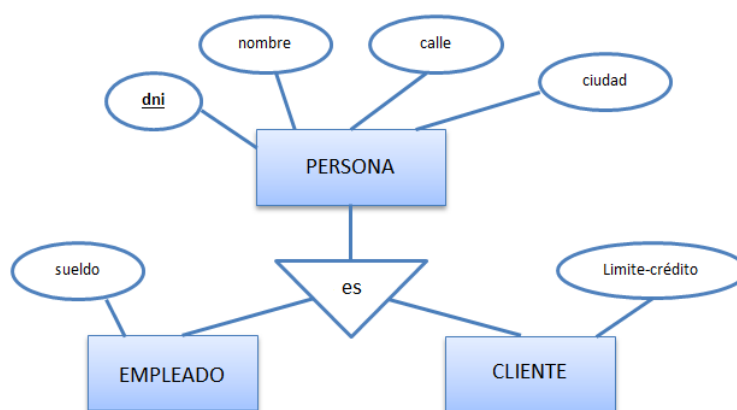 nombre
calle
ciudad
dni
PERSONA
sueldo
es
Limite-crédito
EMPLEADO
CLIENTE